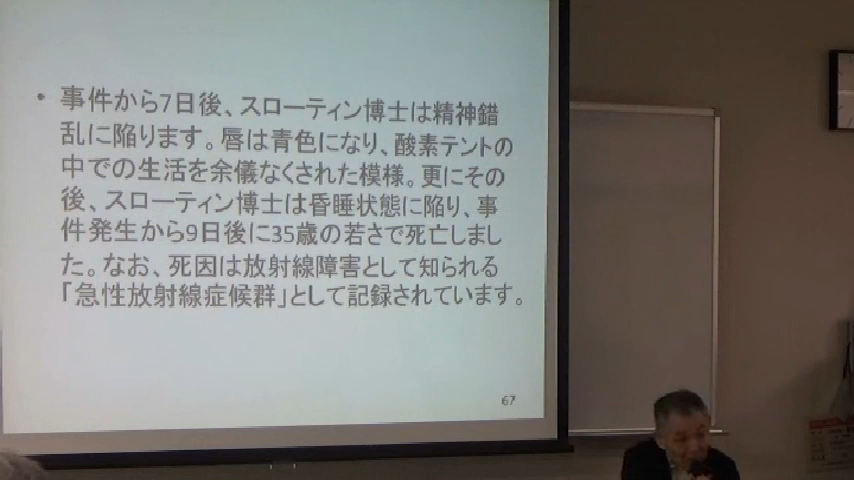 • 事件から7日後、スローティン博士は精神錯
乱に陥ります。唇は青色になり、酸素テントの
中での生活を余儀なくされた模様。更にその
後、スローティン博士は昏睡状態に陥り、事
件発生から9日後に35歳の若さで死亡しまし
た。なお、死因は放射線障害として知られる
「急性放射線症候群」として記録されています。
67